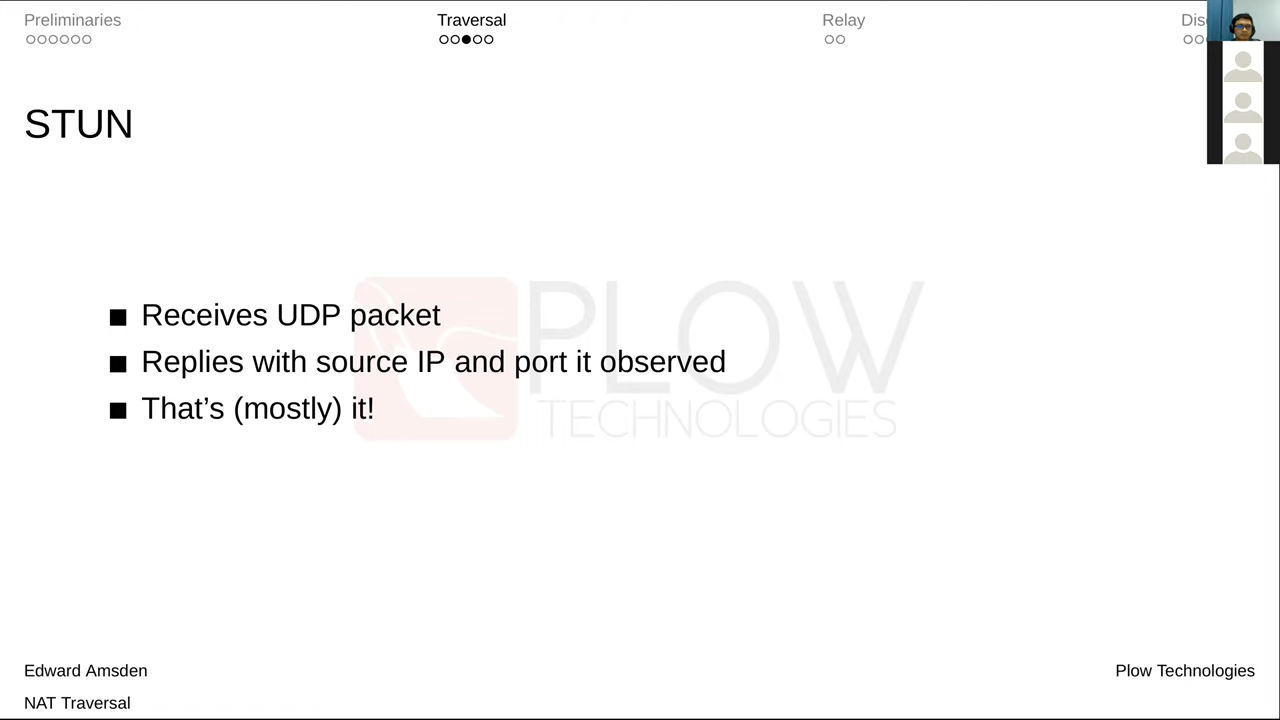 Preliminaries
Traversal
Relay
STUN
Receives UDP packet
Replies with source IP and port it observed
That's (mostly) it!
PLOW
TECHNOLOGIES
Edward Amsden
Plow Technologies
NAT Traversal